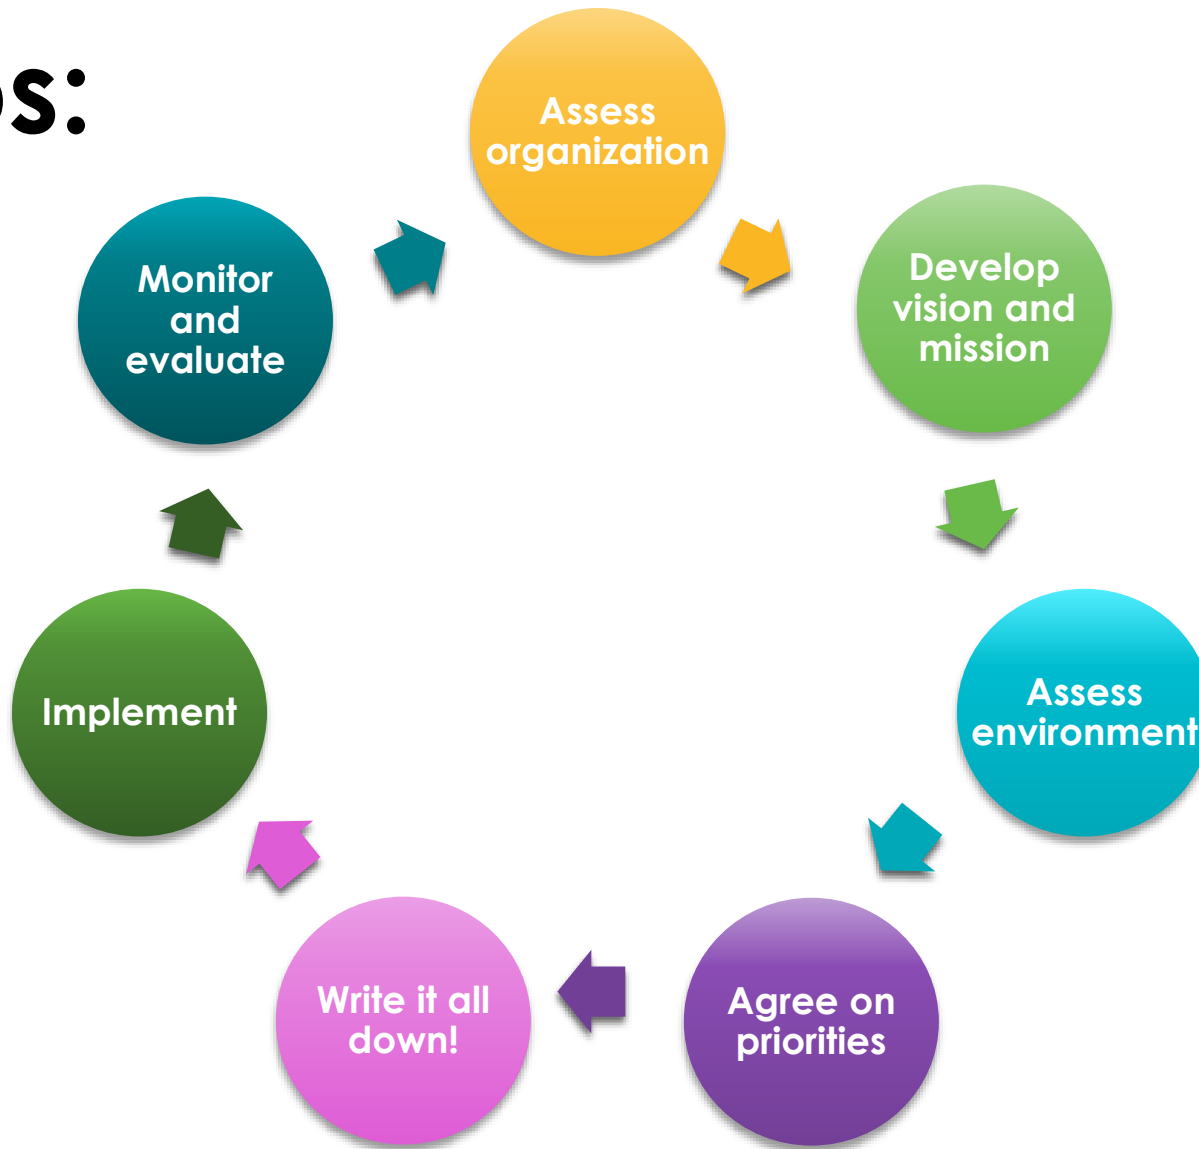 ps:
Assess
organization
Develop
vision and
mission
Assess
environment
Agree on
priorities
Write it all
down!
Implement
Monitor
and
evaluate